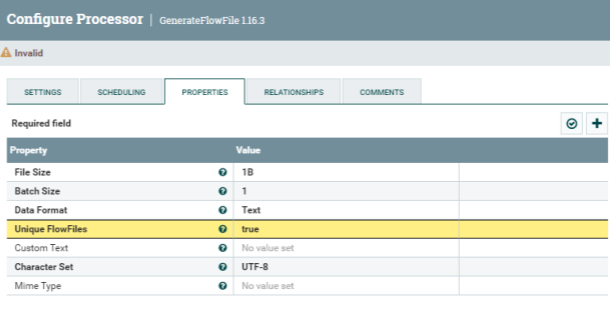 Configure Processor | GenerateFlowFile 1.16.3
Invalid
SETTINGS SCHEDULING PROPERTIES RELATIONSHIPS COMMENTS
Required field
Property Value
File Size 1B
Batch Size 1
Data Format Text
Unique FlowFiles true
Custom Text No value set
Character Set UTF-8
Mime Type No value set